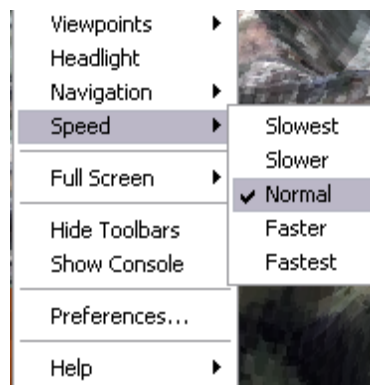 Viewpoints
Headlight
Navigation
Speed
Full Screen
Hide Toolbars
Show Console
Preferences...
Help
Slowest
Slower
Normal
Faster
Fastest